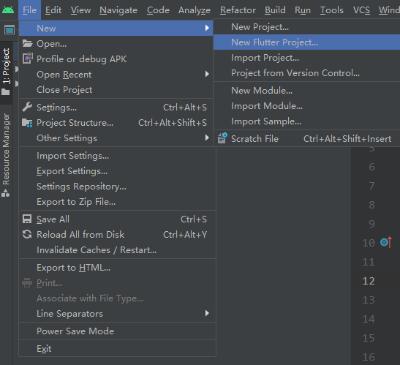 File Edit View Navigate Code Analyze Refactor Build Run Tools VCS Wind
New
Open...
Profile or debug APK
Open Recent
Close Project
Settings... Ctrl+Alt+S
Project Structure... Ctrl+Alt+Shift+S
Other Settings
Import Settings...
Export Settings...
Settings Repository...
Export to Zip File...
Save All Ctrl+S
Reload All from Disk Ctrl+Alt+Y
Invalidate Caches / Restart...
Export to HTML...
Print...
Associate with File Type...
Line Separators
Power Save Mode
Exit
New Project...
New Flutter Project...
Import Project...
Project from Version Control...
New Module...
Import Module...
Import Sample...
Scratch File Ctrl+Alt+Shift+Insert
1: Project
Resource Manager
5
6
7
8
9
10
11
12
13
14
15
16